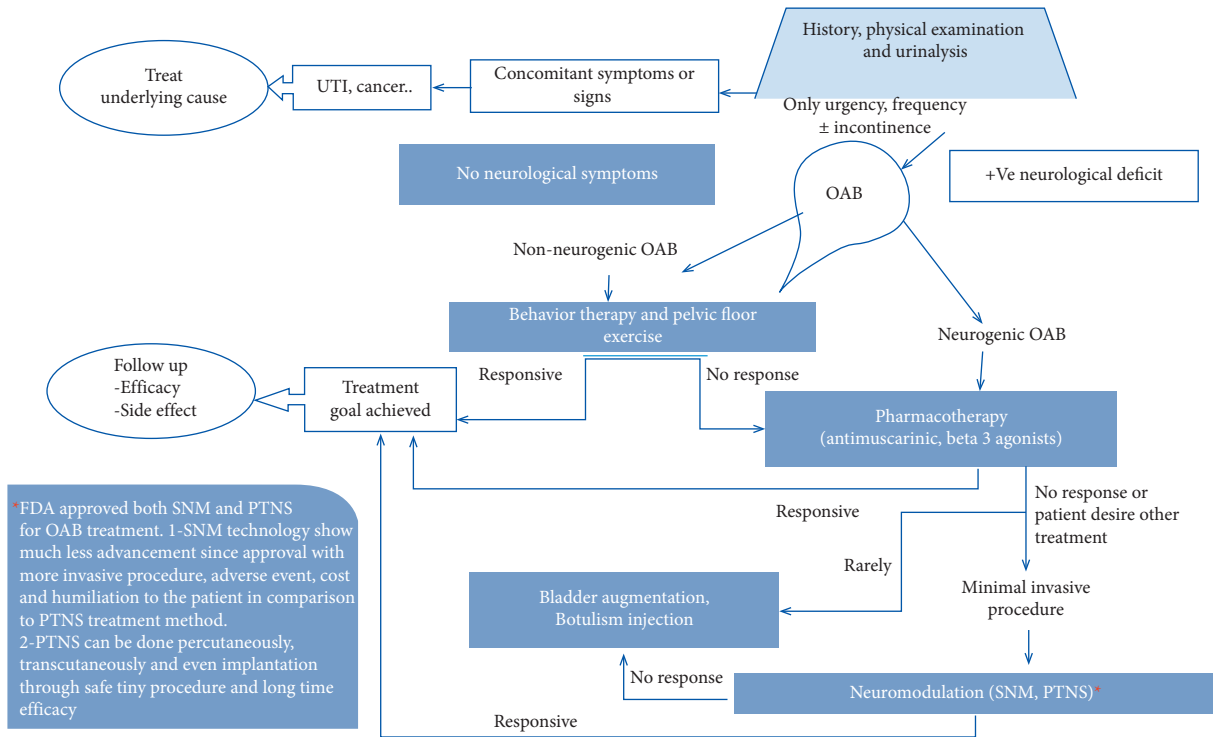 History, physical examination
and urinalysis
Treat
underlying cause
UTI, cancer..
Concomitant symptoms or
signs
Only urgency, frequency
± incontinence
No neurological symptoms
OAB
+Ve neurological deficit
Non-neurogenic OAB
Behavior therapy and pelvic floor
exercise
Neurogenic OAB
Follow up
-Efficacy
-Side effect
Treatment
goal achieved
Responsive
No response
Pharmacotherapy
(antimuscarinic, beta 3 agonists)
*FDA approved both SNM and PTNS
for OAB treatment. 1-SNM technology show
much less advancement since approval with
more invasive procedure, adverse event, cost
and humiliation to the patient in comparison
to PTNS treatment method.
2-PTNS can be done percutaneously,
transcutaneously and even implantation
through safe tiny procedure and long time
efficacy
Responsive
No response or
patient desire other
treatment
Rarely
Bladder augmentation,
Botulism injection
Minimal invasive
procedure
No response
Neuromodulation (SNM, PTNS)*
Responsive